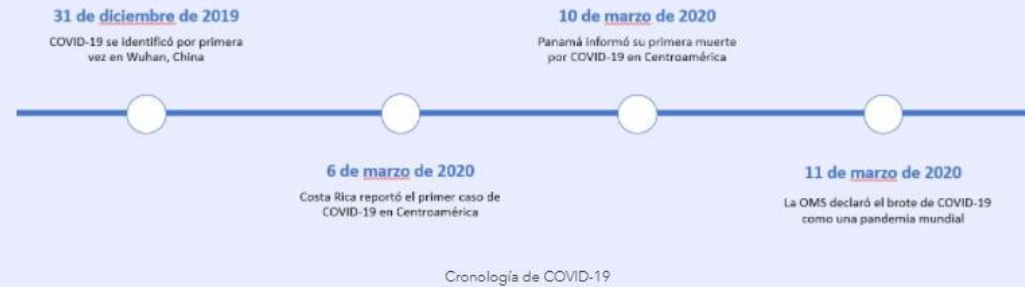 31 de diciembre de 2019
COVID-19 se identificó por primera
vez en Wuhan, China
6 de marzo de 2020
Costa Rica reportó el primer caso de
COVID-19 en Centroamérica
10 de marzo de 2020
Panamá informó su primera muerte
por COVID-19 en Centroamérica
11 de marzo de 2020
La OMS declaró el brote de COVID-19
como una pandemia mundial
Cronología de COVID-19